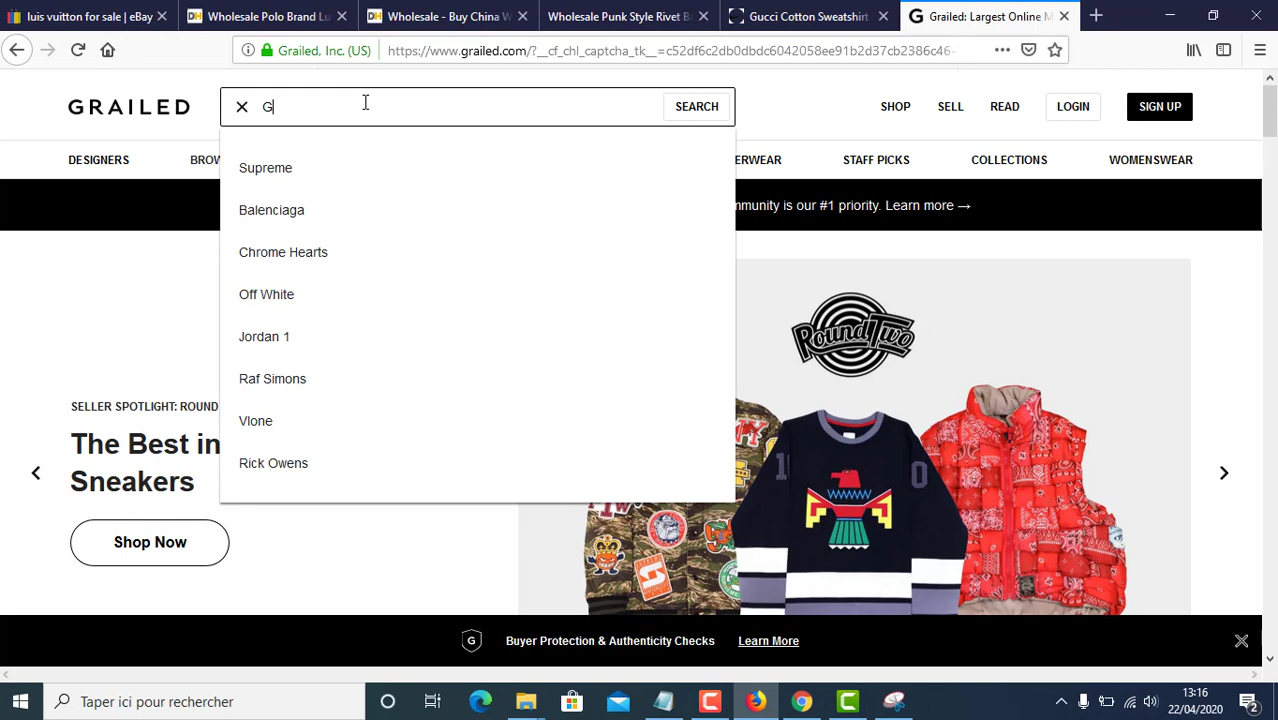 luis vuitton for sale | eBay
Wholesale Polo Brand Lu
Wholesale - Buy China W
Wholesale Punk Style Rivet B
Gucci Cotton Sweatshirt
Grailed: Largest Online M
Grailed, Inc. (US)
https://www.grailed.com/?__cf_chl_captcha_tk__=c52df6c2db0dbdc6042058ee91b2d37cb2386c46-
GRAILED
G
SEARCH
SHOP
SELL
READ
LOGIN
SIGN UP
DESIGNERS
BROW
ERWEAR
STAFF PICKS
COLLECTIONS
WOMENSWEAR
Supreme
Balenciaga
Chrome Hearts
Off White
Jordan 1
Raf Simons
Vlone
Rick Owens
mmunity is our #1 priority. Learn more →
RoundTwo
SELLER SPOTLIGHT: ROUND
The Best in
Sneakers
Shop Now
10
G
Buyer Protection & Authenticity Checks
Learn More
Taper ici pour rechercher
13:16
22/04/2020
2